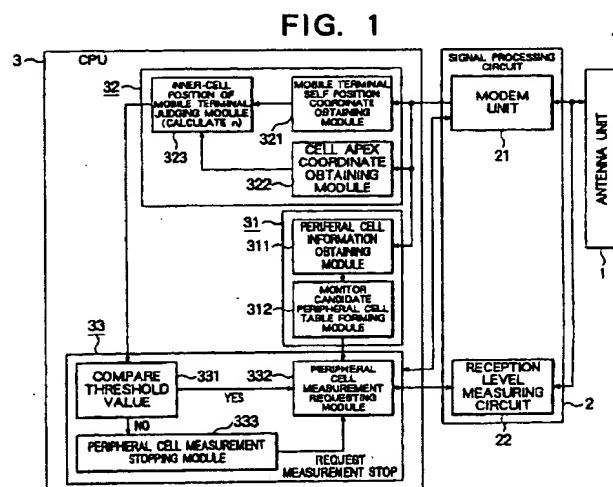 FIG. 1
3
CPU
32
INNER-CELL
POSITION OF
MOBILE TERMINAL
JUDGING MODULE
(CALCULATE n)
323
MOBILE TERMINAL
SELF POSITION
COORDINATE
OBTAINING MODULE
321
CELL APEX
COORDINATE
OBTAINING
MODULE
322
31
311
PERIFERAL CELL
INFORMATION
OBTAINING
MODULE
312
MONITOR
CANDIDATE
PERIPHERAL CELL
TABLE FORMING
MODULE
33
COMPARE
THRESHOLD
VALUE
331
YES
NO
332
PERIPHERAL
CELL
MEASUREMENT
REQUESTING
MODULE
333
PERIPHERAL CELL MEASUREMENT
STOPPING MODULE
REQUEST
MEASUREMENT STOP
SIGNAL PROCESSING
CIRCUIT
MODEM
UNIT
21
RECEPTION
LEVEL
MEASURING
CIRCUIT
22
2
ANTENNA UNIT
1